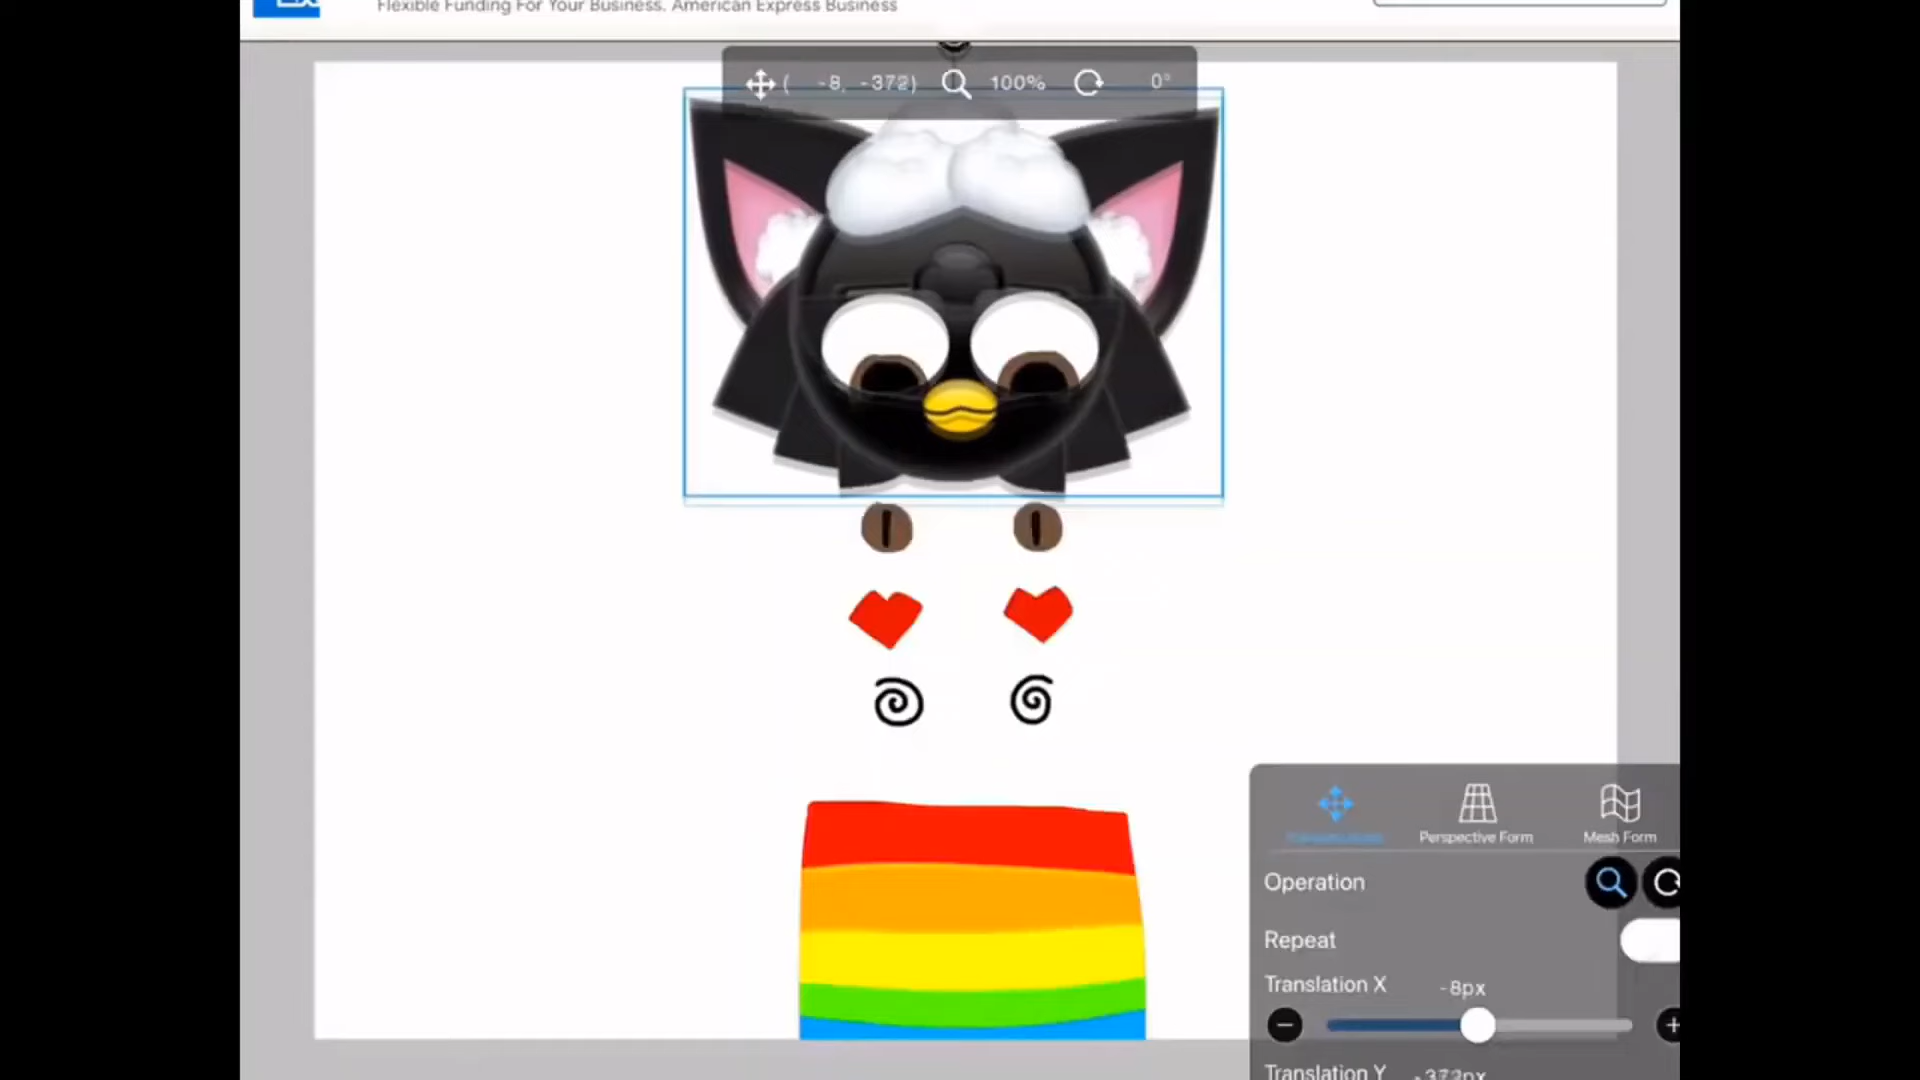 Flexible Funding For Your Business. American Express Business
( -8, -372) 100% 0°
Perspective Form
Mesh Form
Operation
Repeat
Translation X -8px
Translation Y -372px